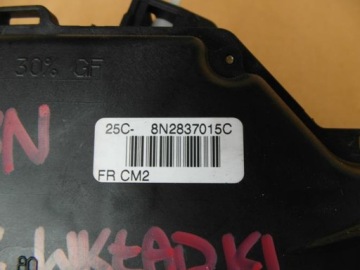 30% GF
25C- 8N2837015C
FR CM2
WKŁADKI